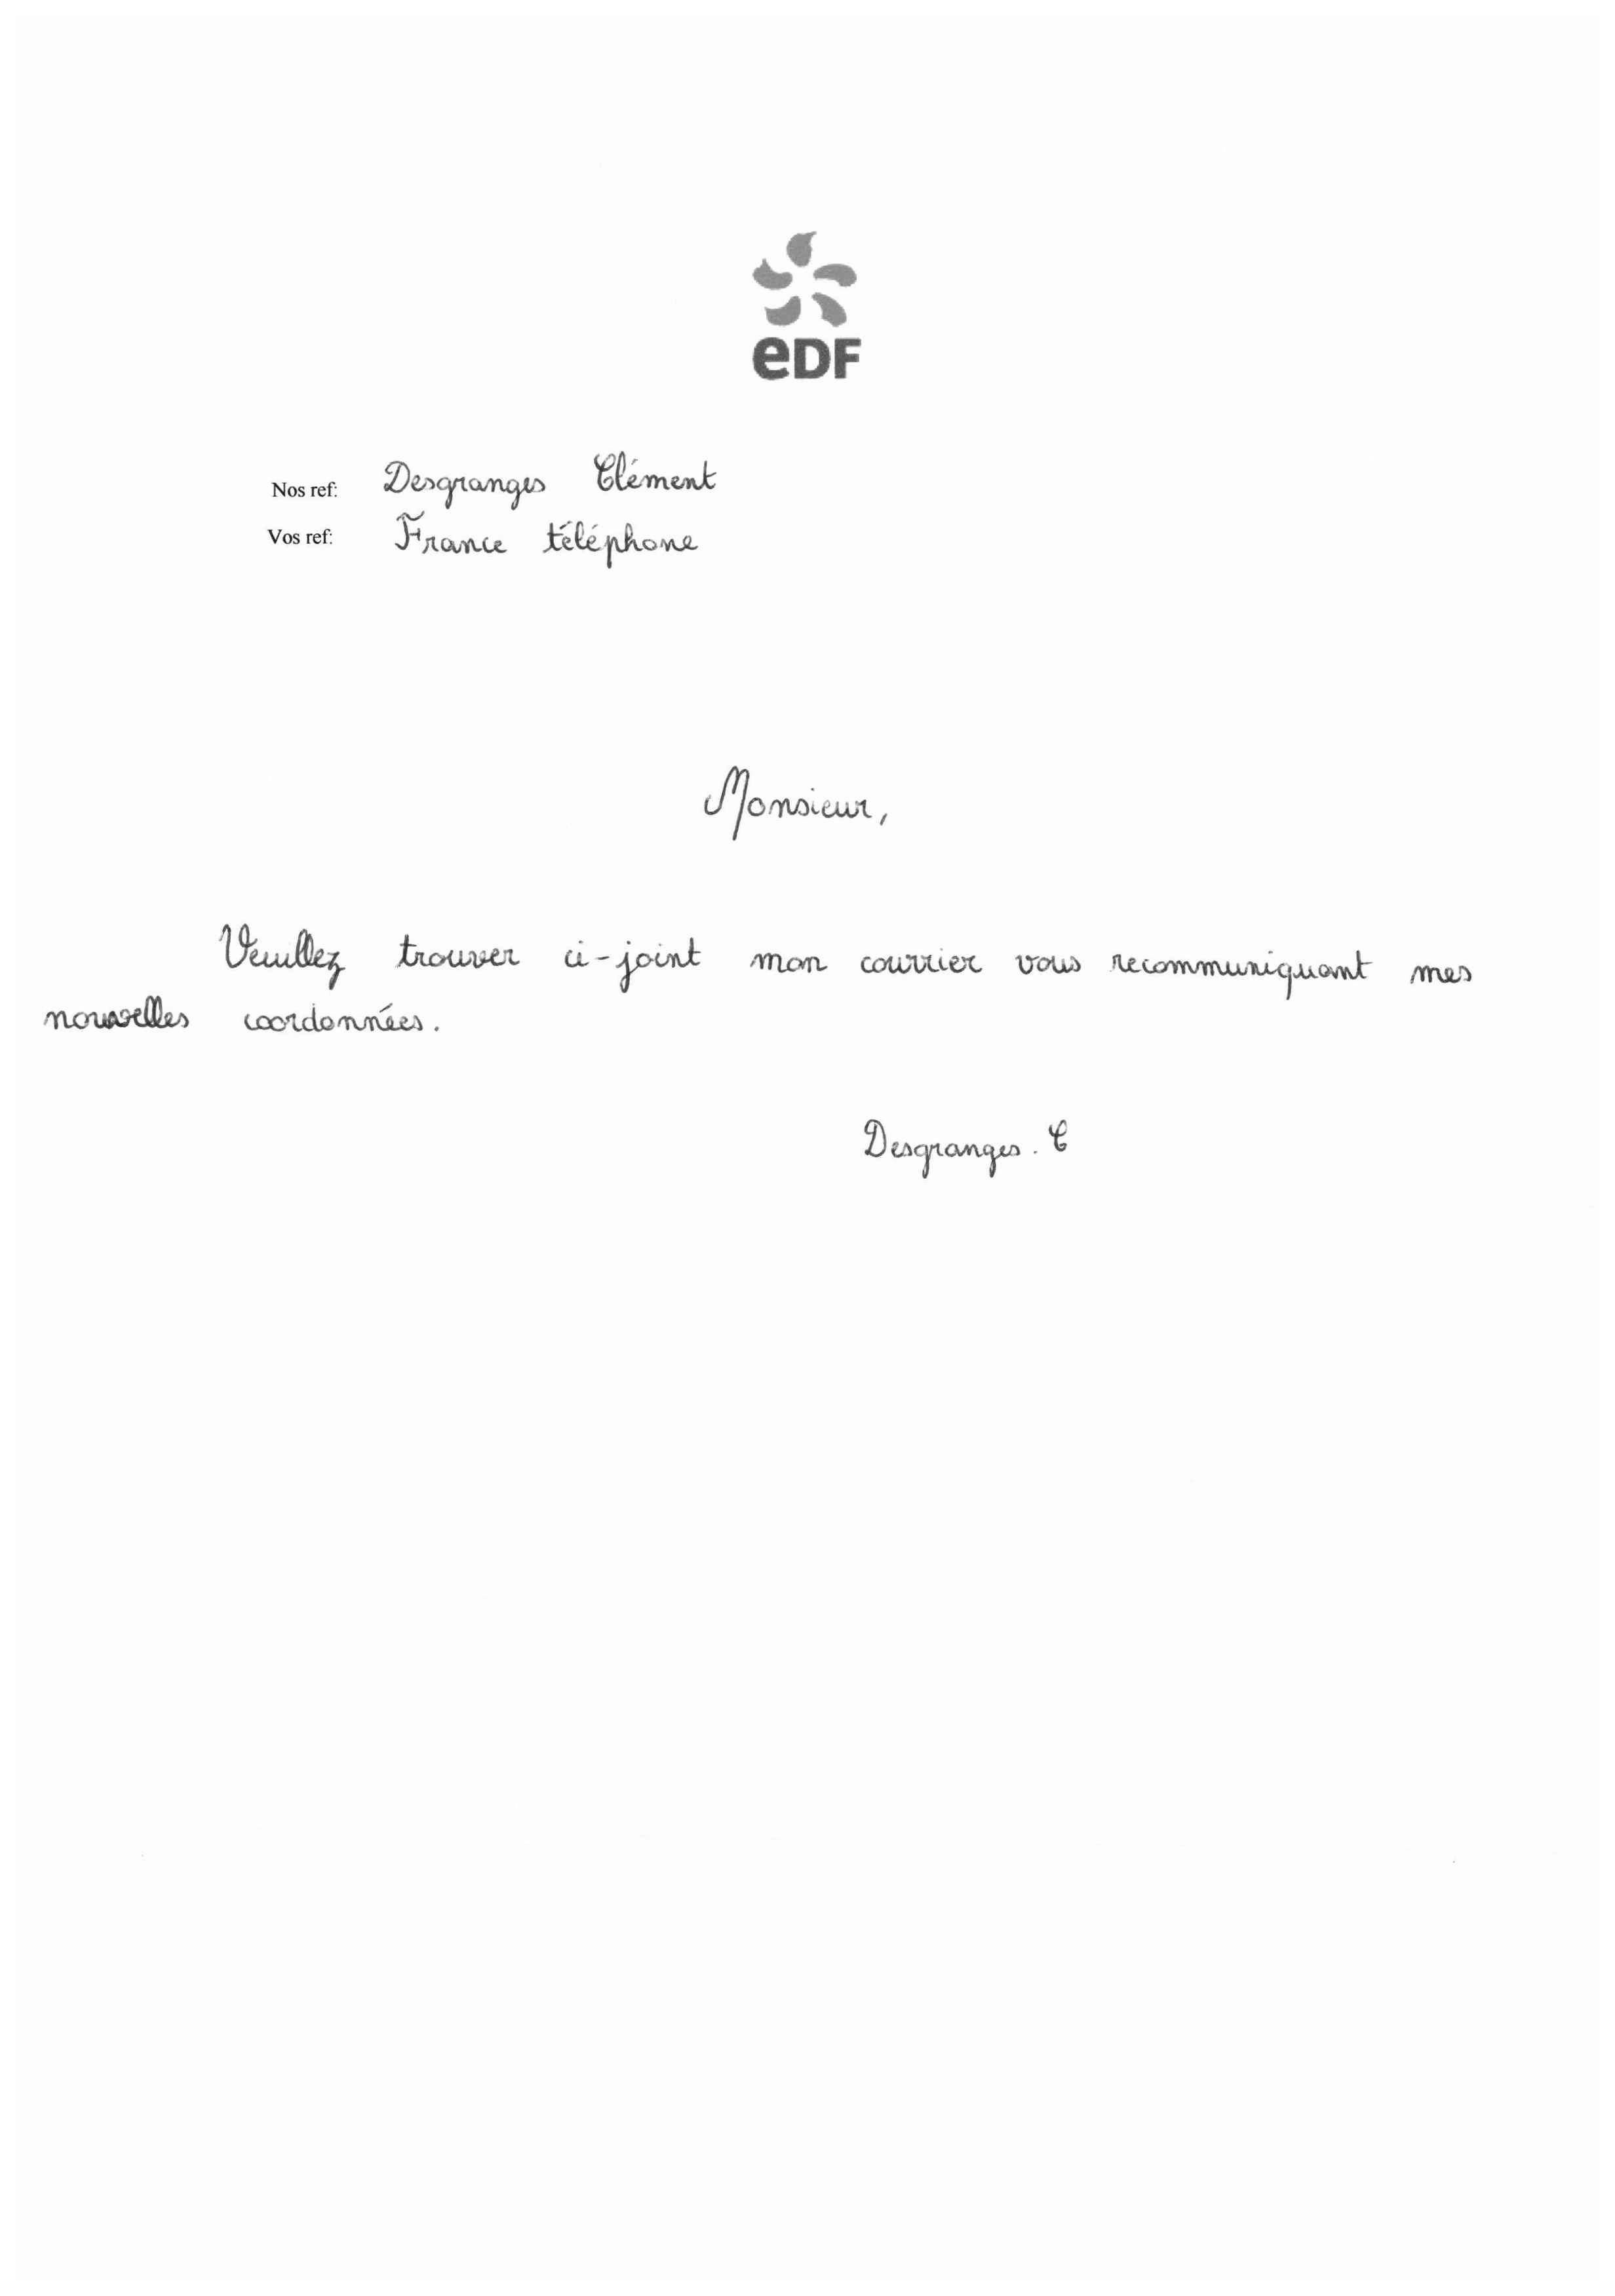 eDF
Nos ref: Desgranges Clément
Vos ref: France téléphone
Monsieur,
Veuillez trouver ci-joint mon courrier vous recommuniquant mes
nouvelles coordonnées.
Desgranges. C